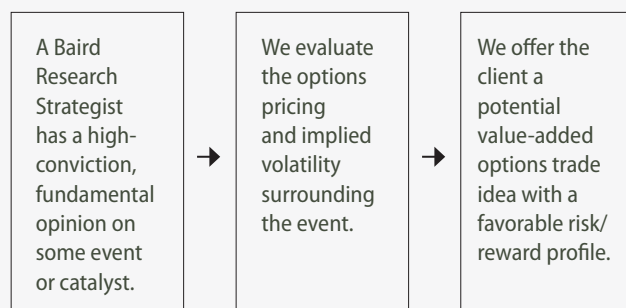 A Baird
Research
Strategist
has a high-
conviction,
fundamental
opinion on
some event
or catalyst.
We evaluate
the options
pricing
and implied
volatility
surrounding
the event.
We offer the
client a
potential
value-added
options trade
idea with a
favorable risk/
reward profile.